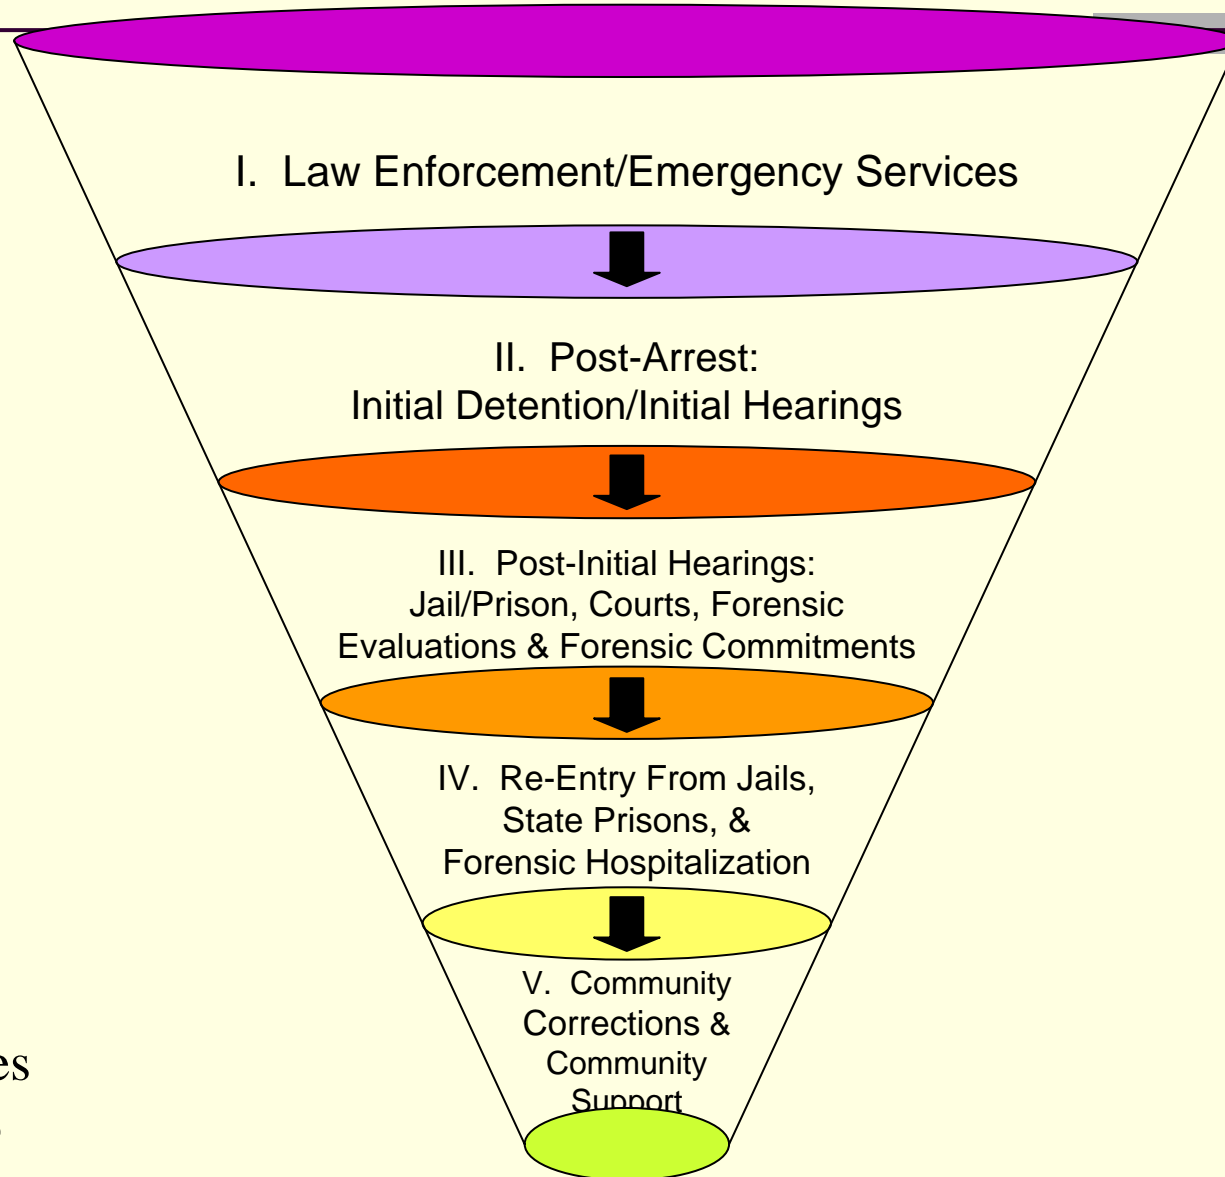 I. Law Enforcement/Emergency Services
II. Post-Arrest:
Initial Detention/Initial Hearings
III. Post-Initial Hearings:
Jail/Prison, Courts, Forensic
Evaluations & Forensic Commitments
IV. Re-Entry From Jails,
State Prisons, &
Forensic Hospitalization
V. Community
Corrections &
Community
Support
es